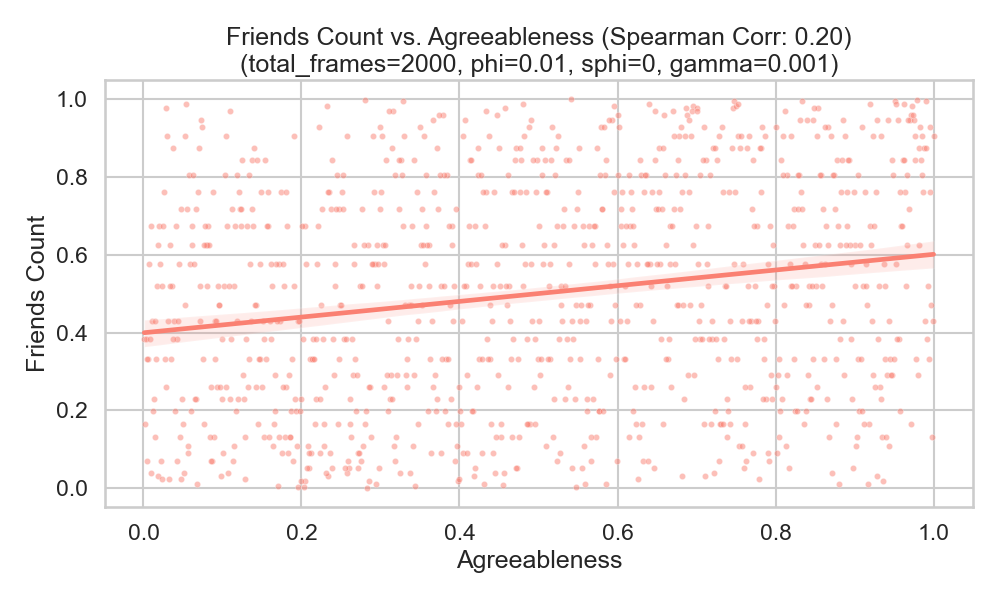 Friends Count vs. Agreeableness (Spearman Corr: 0.20)
(total_frames=2000, phi=0.01, sphi=0, gamma=0.001)
1.0
0.8
0.6
0.4
0.2
0.0
Friends Count
0.0 0.2 0.4 0.6 0.8 1.0
Agreeableness